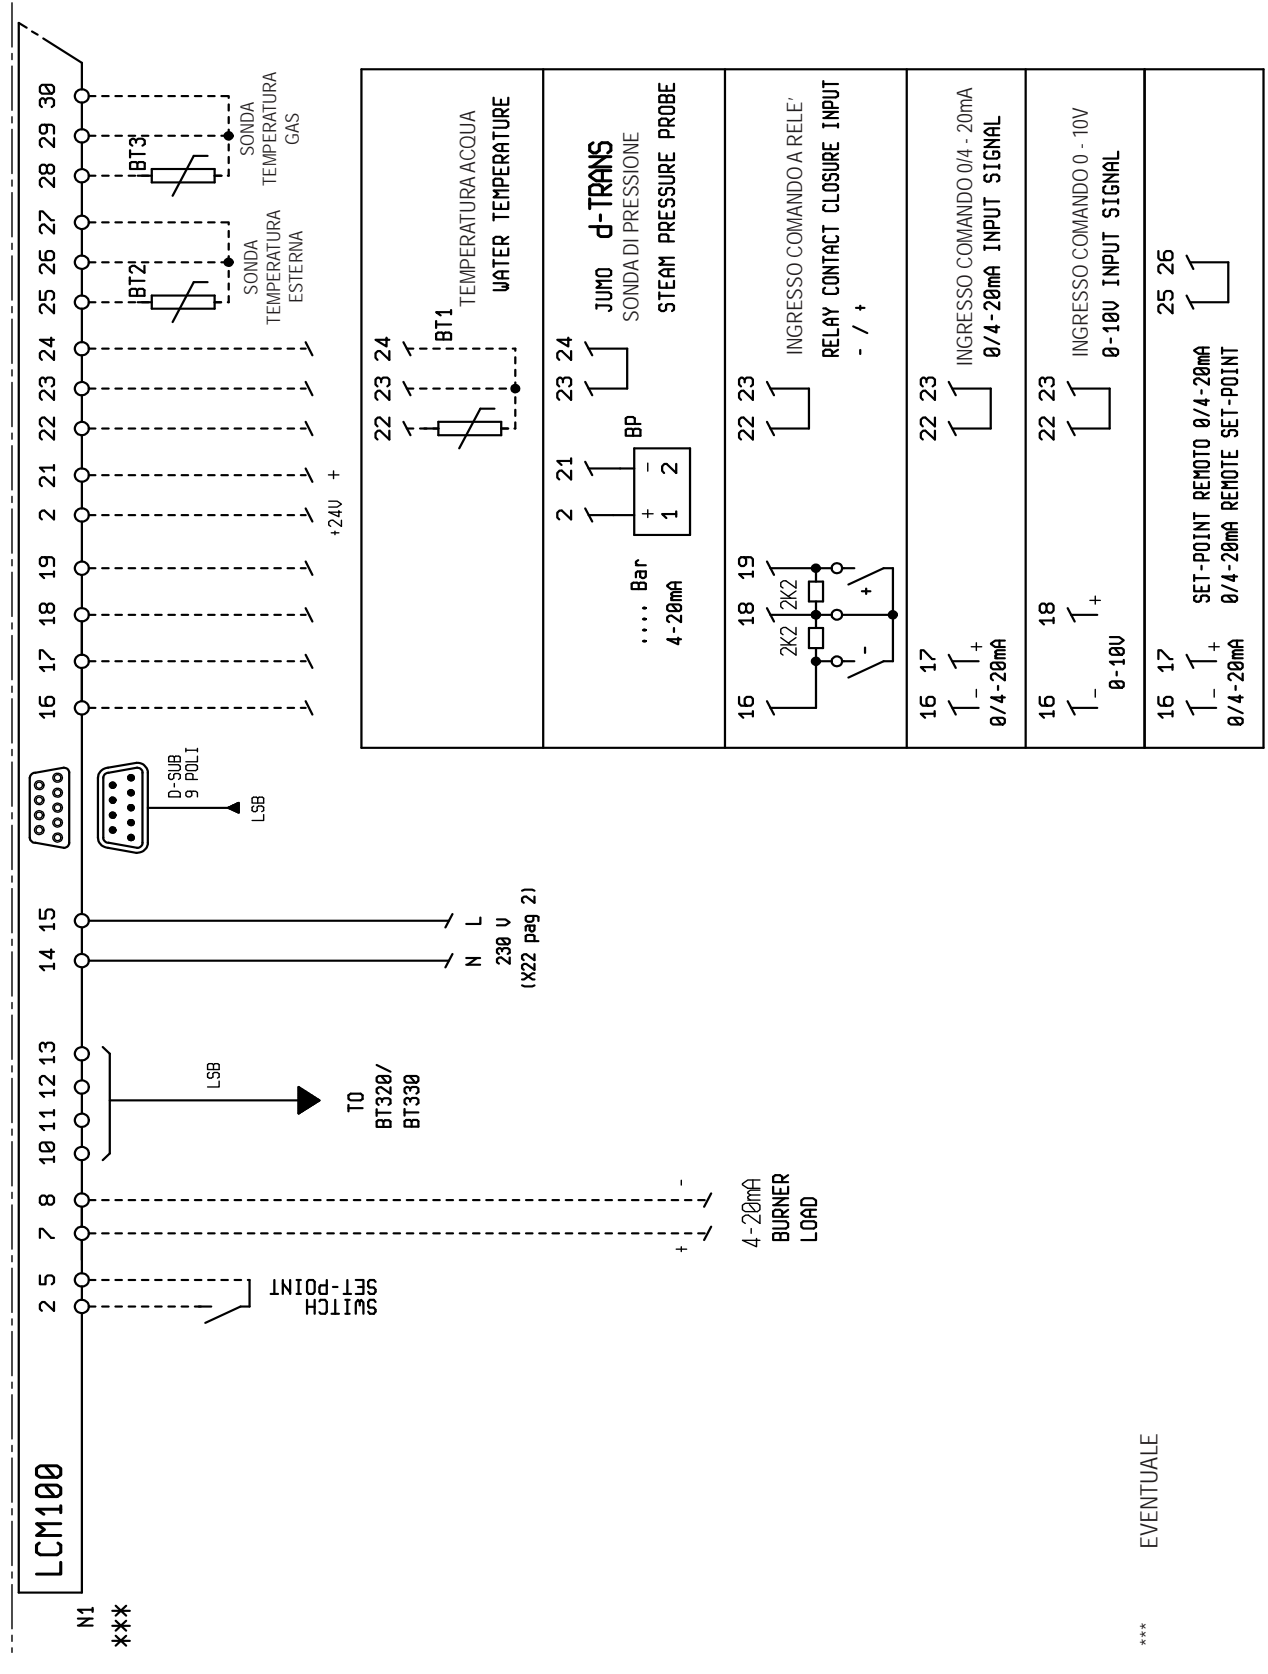 LCM100
N1
***
2 5 7 8 10 11 12 13 14 15 16 17 18 19 2 21 22 23 24 25 26 27 28 29 30
SWITCH
SET-POINT
+ -
4-20mA
BURNER
LOAD
LSB
TO
BT320/
BT330
N L
230 V
(X22 pag 2)
D-SUB
9 POLI
LSB
+24V +
BT2
SONDA
TEMPERATURA
ESTERNA
BT3
SONDA
TEMPERATURA
GAS
22 23 24
BT1
TEMPERATURA ACQUA
WATER TEMPERATURE
2 21 23 24
+ -
1 2
BP
.... Bar
4-20mA
JUMO d-TRANS
SONDA DI PRESSIONE
STEAM PRESSURE PROBE
16 18 19 22 23
2K2 2K2
- +
INGRESSO COMANDO A RELE'
RELAY CONTACT CLOSURE INPUT
- / +
16 17 22 23
- +
0/4-20mA
INGRESSO COMANDO 0/4 - 20mA
0/4-20mA INPUT SIGNAL
16 18 22 23
- +
0-10V
INGRESSO COMANDO 0 - 10V
0-10V INPUT SIGNAL
16 17 25 26
- +
0/4-20mA
SET-POINT REMOTO 0/4-20mA
0/4-20mA REMOTE SET-POINT
*** EVENTUALE